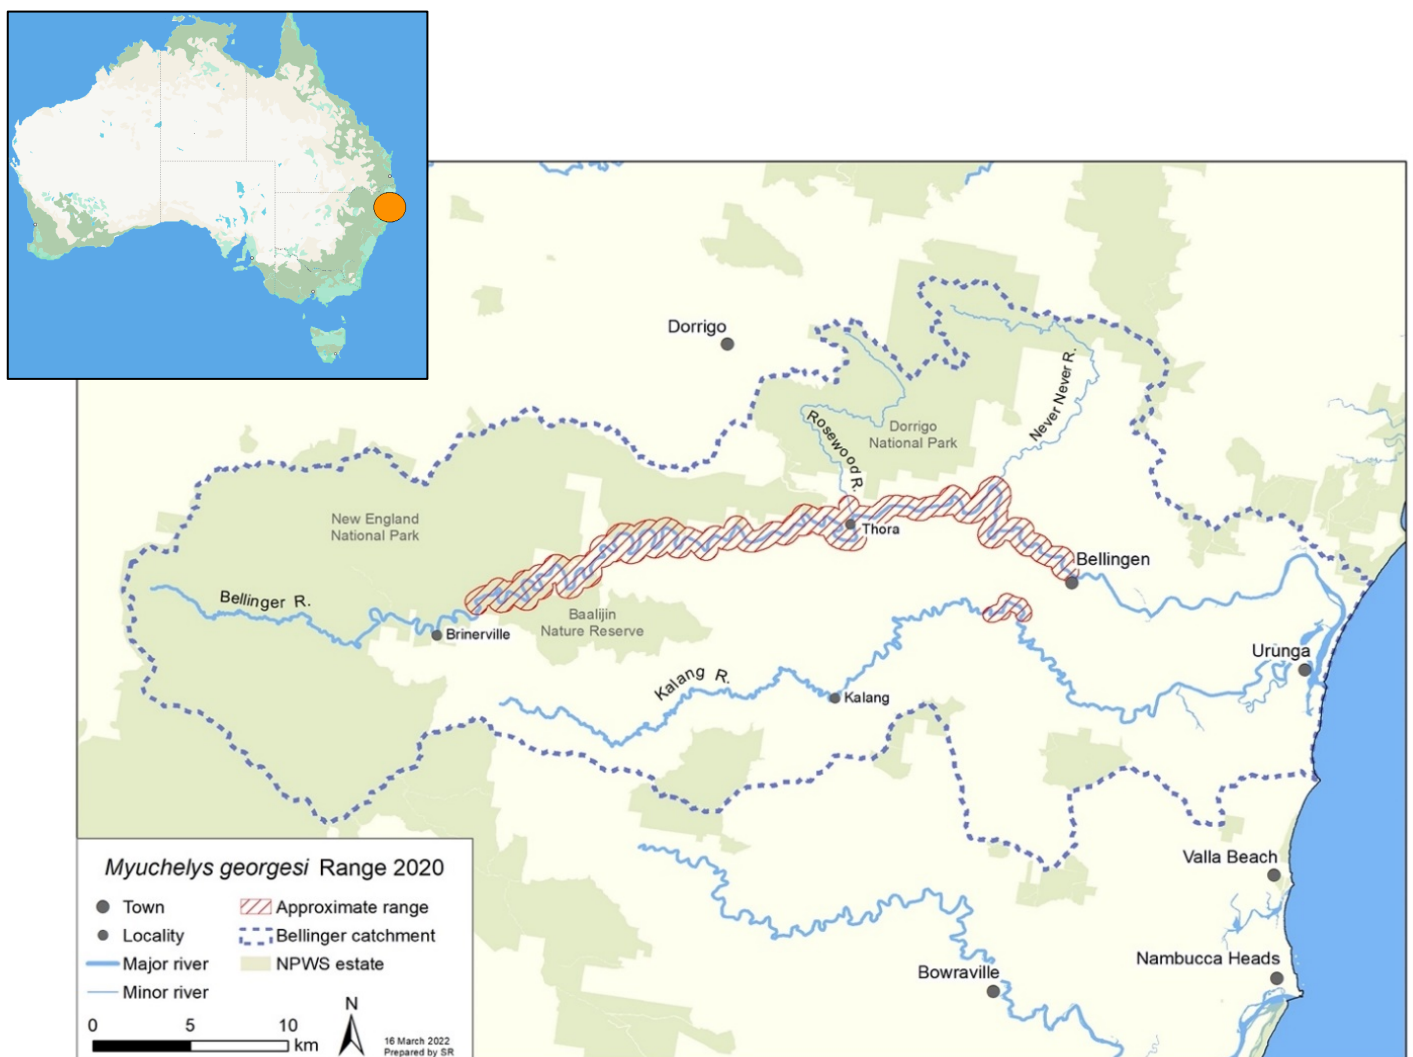 Dorrigo
Never Never R.
Rosewood R.
Dorrigo
National Park
New England
National Park
Thora
Bellingen
Bellinger R.
Baalijin
Nature Reserve
Brinerville
Urunga
Kalang R.
Kalang
Valla Beach
Nambucca Heads
Bowraville
Myuchelys georgesi Range 2020
Town
Approximate range
Locality
Bellinger catchment
Major river
NPWS estate
Minor river
N
0 5 10
km
16 March 2022
Prepared by SR